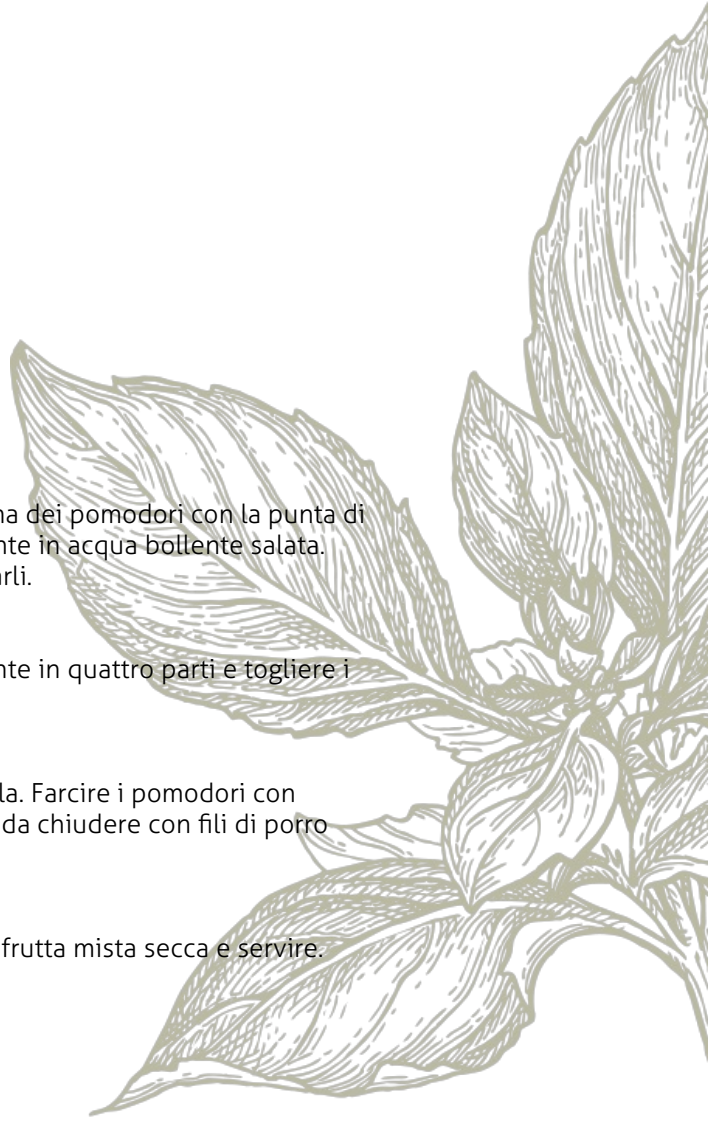 na dei pomodori con la punta di
nte in acqua bollente salata.
arli.
nte in quattro parti e togliere i
la. Farcire i pomodori con
da chiudere con fili di porro
frutta mista secca e servire.